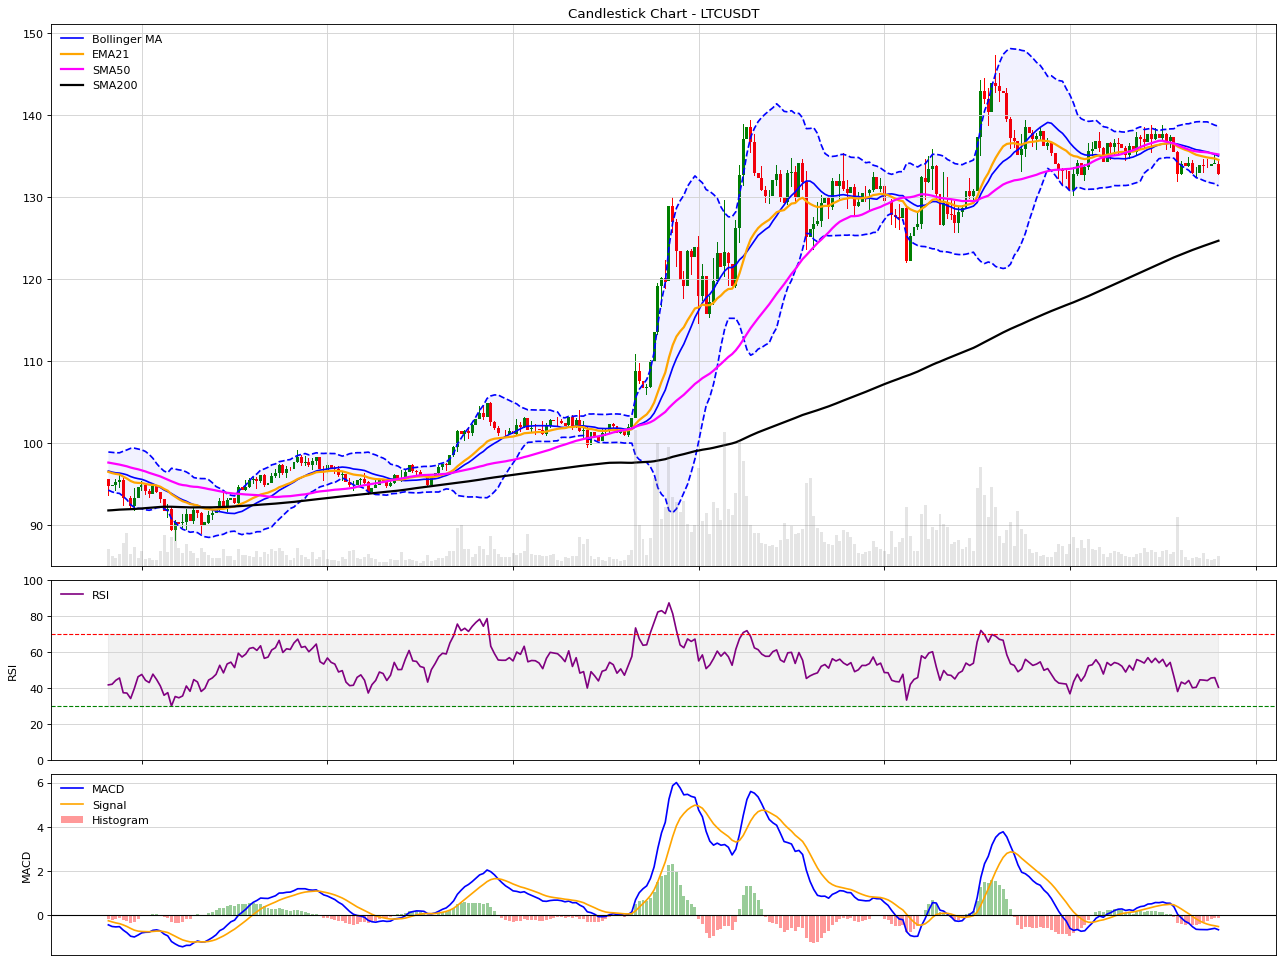 Candlestick Chart - LTCUSDT
Bollinger MA
EMA21
SMA50
SMA200
150
140
130
120
110
100
90
RSI
100
80
60
40
20
0
RSI
MACD
Signal
Histogram
6
4
2
0
MACD